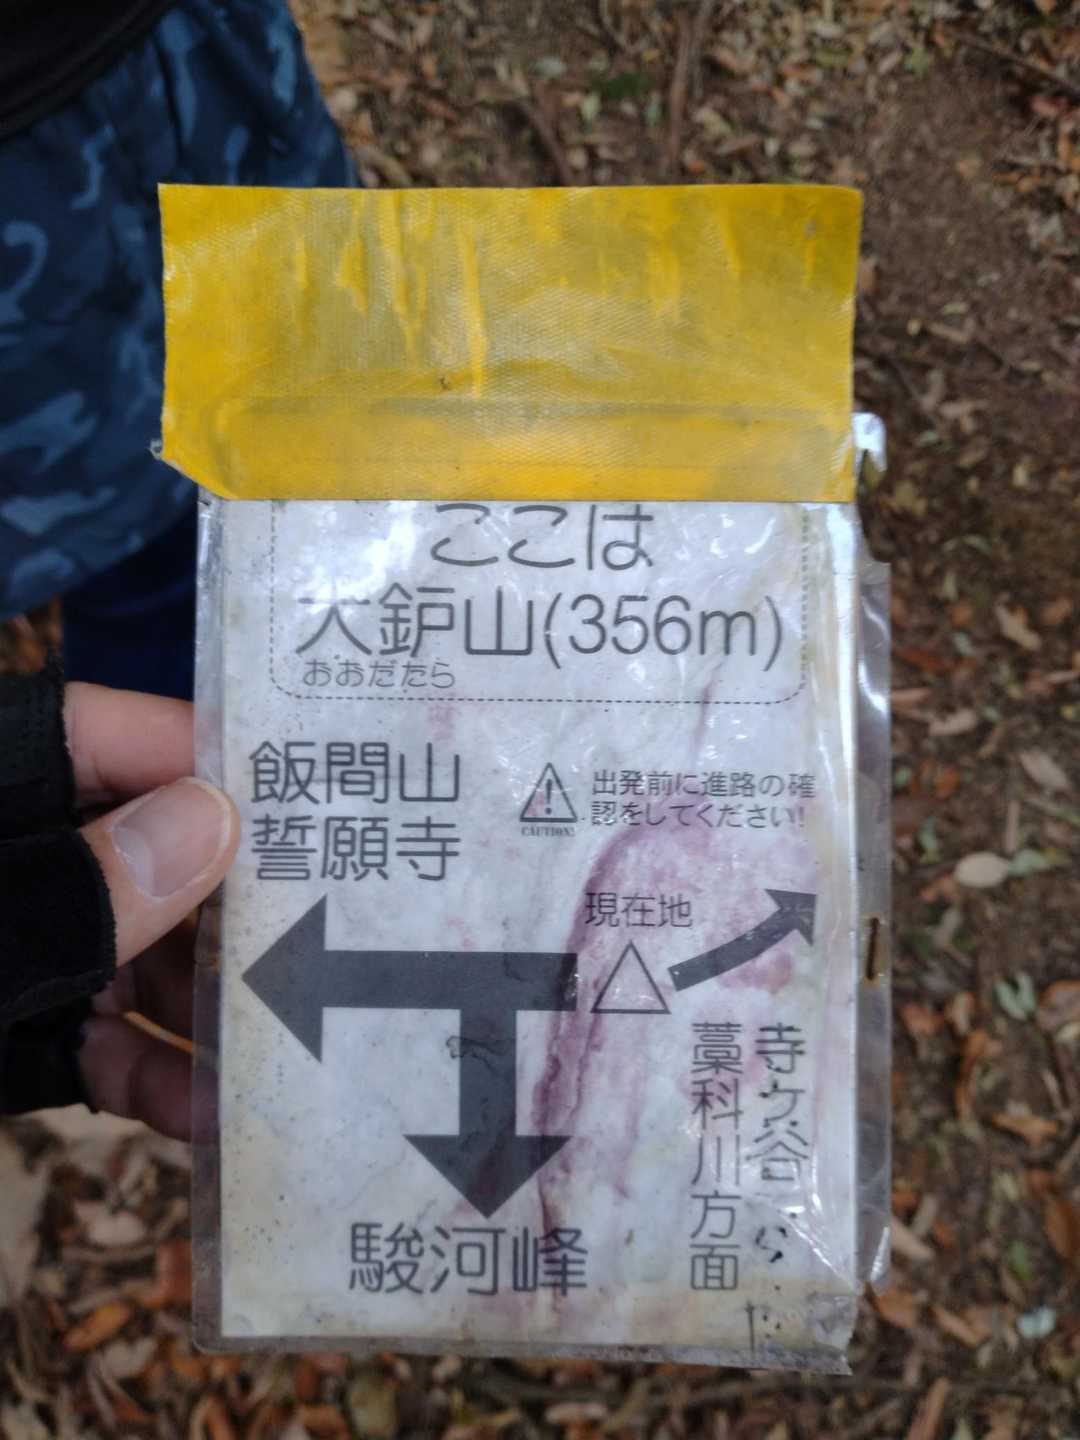 ここは
大鈩山(356m)
おおだたら
飯間山
誓願寺
CAUTION!
出発前に進路の確
認をしてください!
現在地
寺ケ谷
藁科川方面
駿河峰